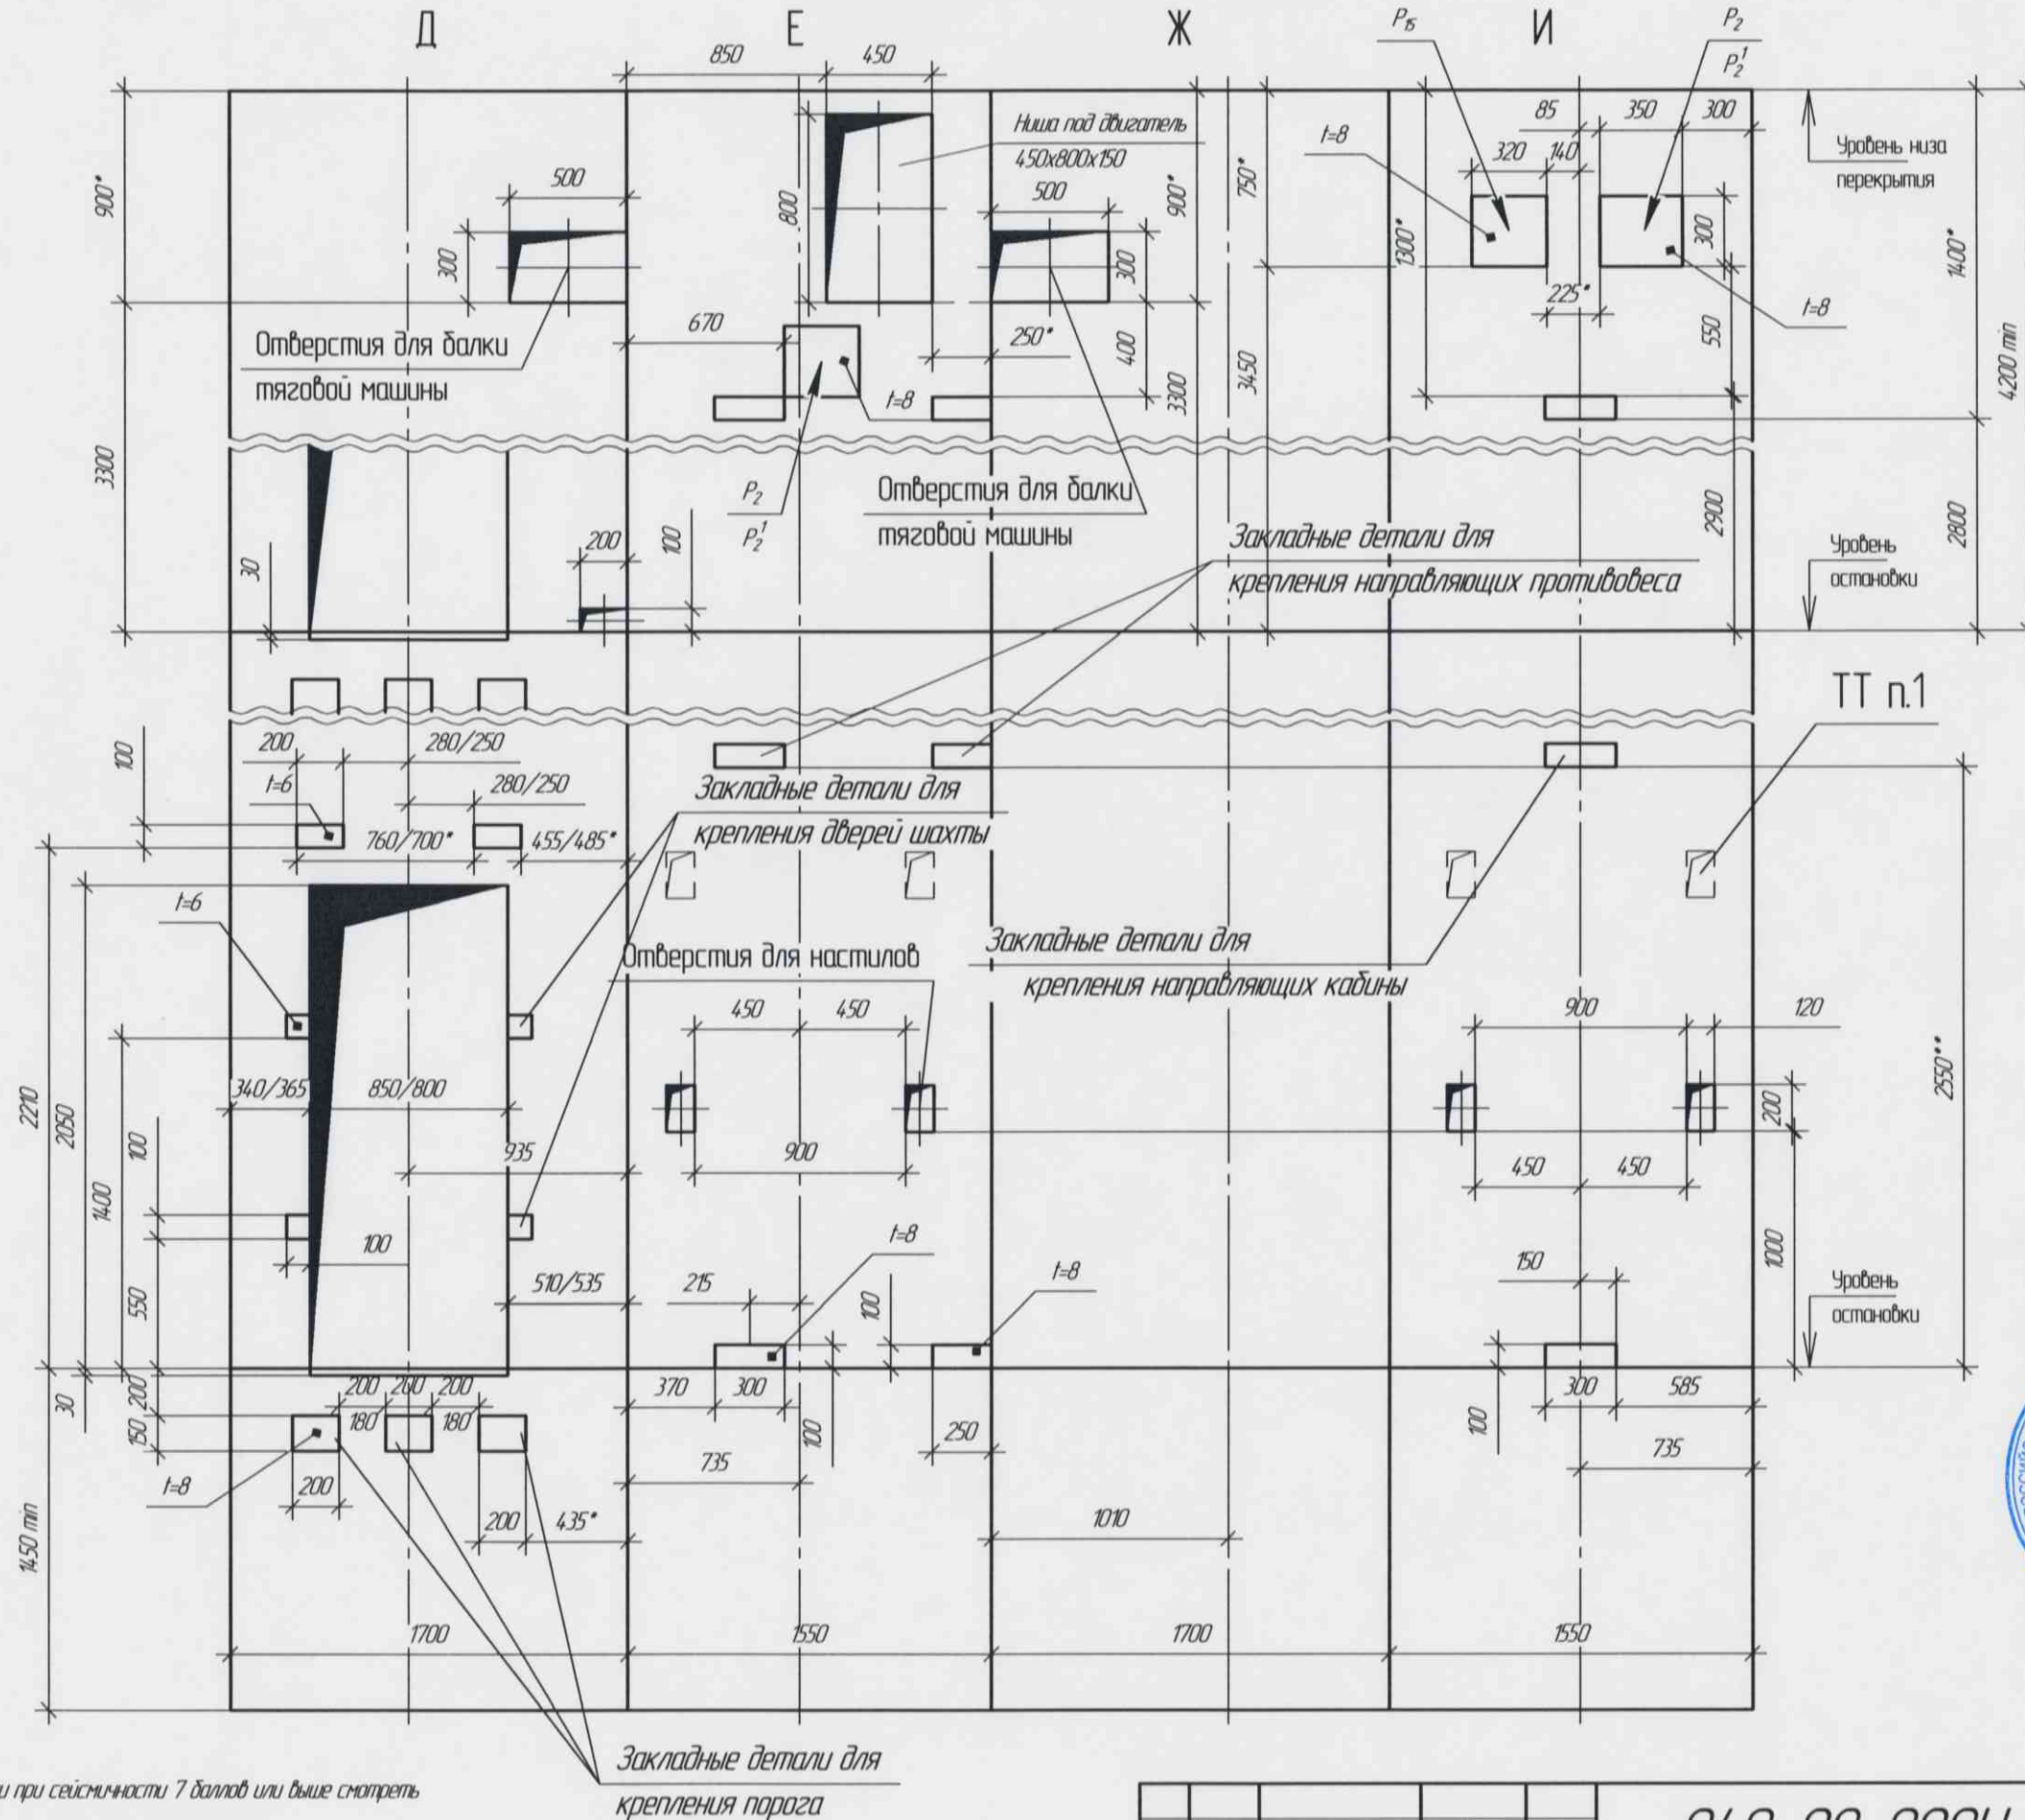 Д
Е
Ж
И
P15
P2
P2¹
850
450
85
350
300
Ниша под двигатель
450х800х150
t=8
Уровень низа
перекрытия
320
140
500
500
900*
800
900*
750*
1300*
300
1400*
300
300
225*
t=8
Отверстия для балки
тяговой машины
670
250*
400
550
4200 min
t=8
3300
3450
3300
P2
P2¹
Отверстия для балки
тяговой машины
2900
2800
Уровень
остановки
30
200
100
Закладные детали для
крепления направляющих противовеса
ТТ п.1
100
200
280/250
t=6
280/250
Закладные детали для
крепления дверей шахты
760/700*
455/485*
t=6
Отверстия для настилов
Закладные детали для
крепления направляющих кабины
450
450
900
120
2550**
340/365
850/800
2210
2050
100
1400
935
900
200
450
450
100
550
510/535
215
t=8
100
t=8
150
1000
Уровень
остановки
30
200
150
200
200
200
180
180
370
300
100
250
300
585
100
t=8
200
735
735
200
435*
1010
1450 min
1700
1550
1700
1550
Закладные детали для
крепления порога
и при сейсмичности 7 баллов или выше смотреть